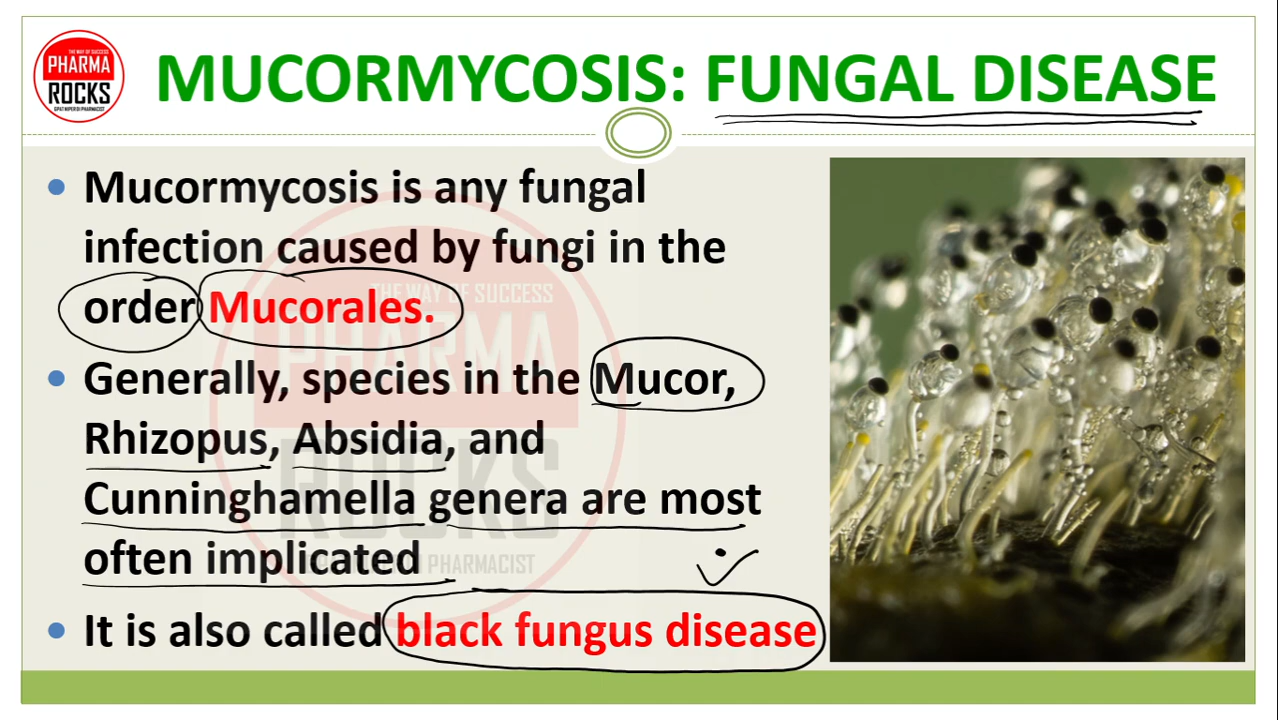 THE WAY OF SUCCESS
PHARMA
ROCKS
GPAT NIPER DI PHARMACIST
MUCORMYCOSIS: FUNGAL DISEASE
• Mucormycosis is any fungal
infection caused by fungi in the
order Mucorales.
• Generally, species in the Mucor,
Rhizopus, Absidia, and
Cunninghamella genera are most
often implicated
• It is also called black fungus disease
THE WAY OF SUCCESS
PHARMA
ROCKS
DI PHARMACIST